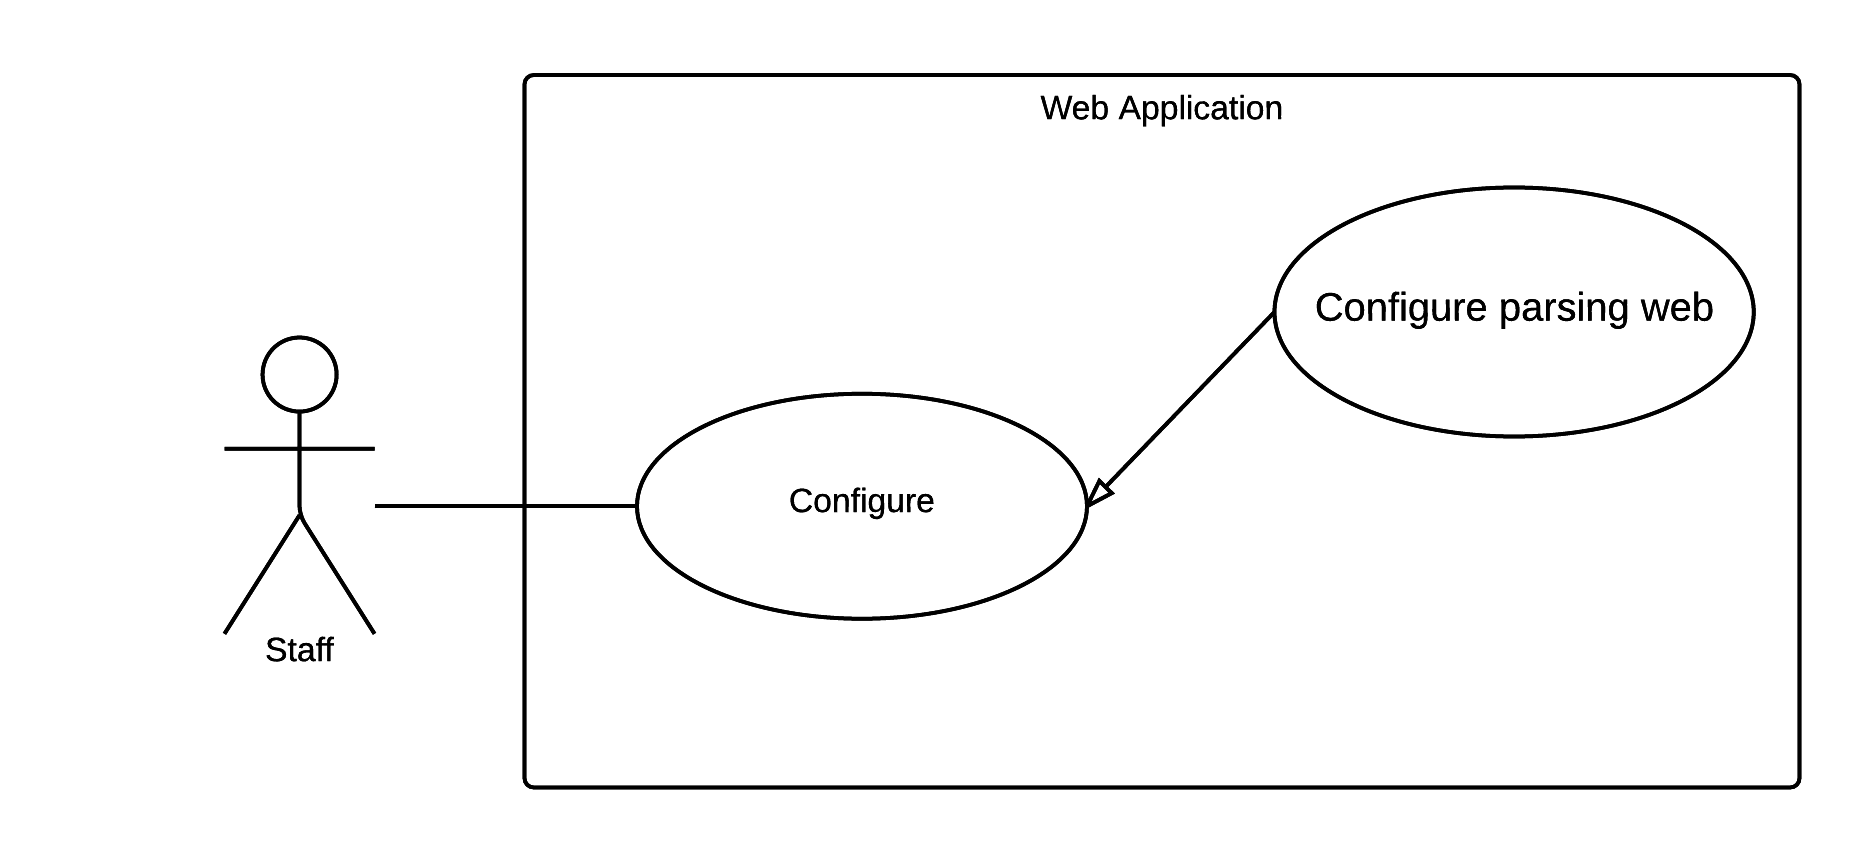 Web Application
Configure parsing web
Configure
Staff